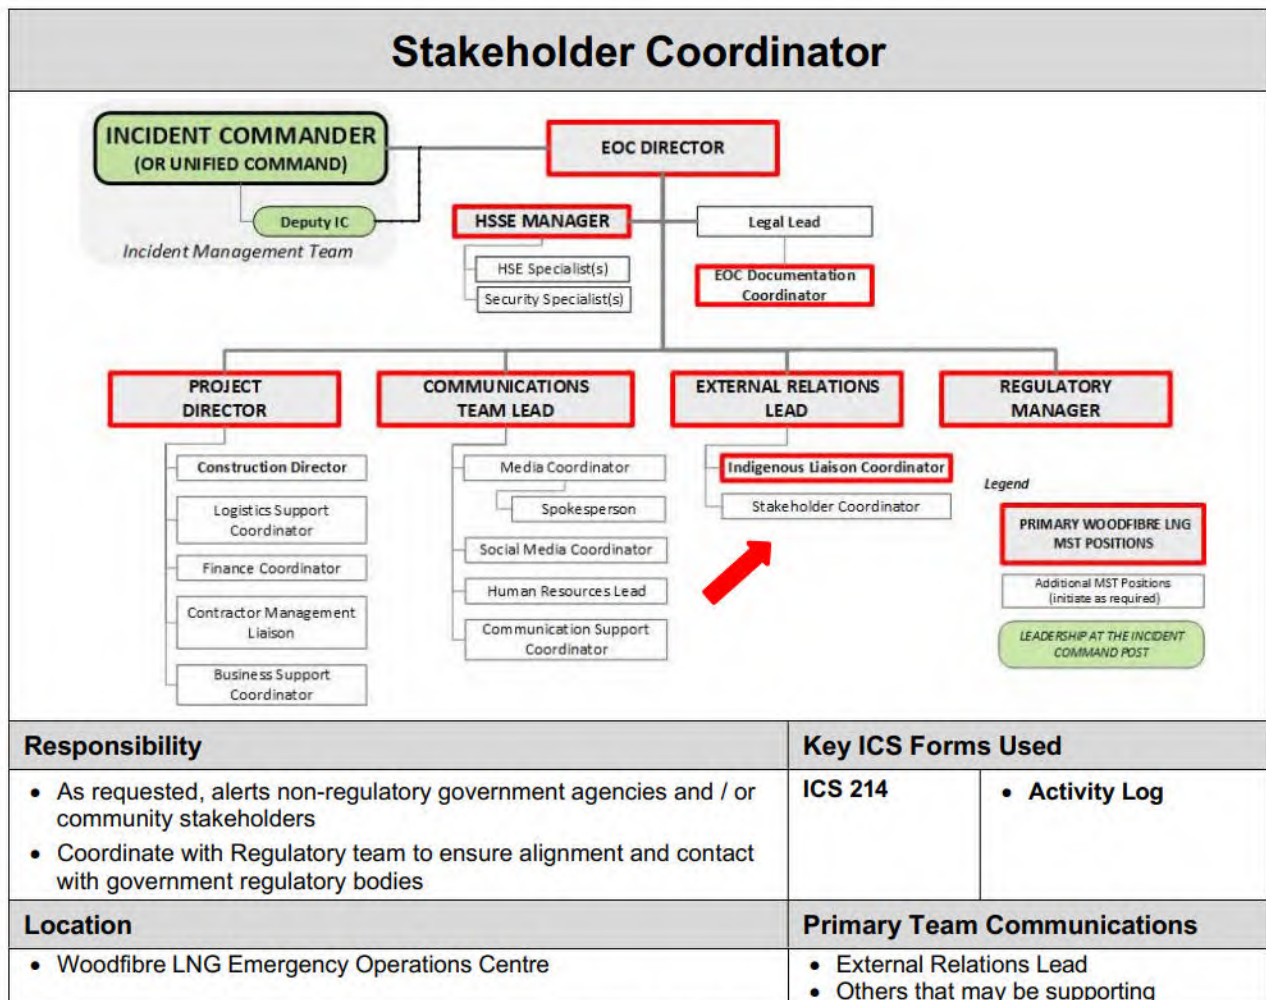 Stakeholder Coordinator
INCIDENT COMMANDER
(OR UNIFIED COMMAND)
EOC DIRECTOR
Deputy IC
Incident Management Team
HSSE MANAGER
Legal Lead
HSE Specialist(s)
Security Specialist(s)
EOC Documentation
Coordinator
PROJECT
DIRECTOR
COMMUNICATIONS
TEAM LEAD
EXTERNAL RELATIONS
LEAD
REGULATORY
MANAGER
Construction Director
Logistics Support
Coordinator
Finance Coordinator
Contractor Management
Liaison
Business Support
Coordinator
Media Coordinator
Spokesperson
Social Media Coordinator
Human Resources Lead
Communication Support
Coordinator
Indigenous Liaison Coordinator
Stakeholder Coordinator
Legend
PRIMARY WOODFIBRE LNG
MST POSITIONS
Additional MST Positions
(initiate as required)
LEADERSHIP AT THE INCIDENT
COMMAND POST
Responsibility
• As requested, alerts non-regulatory government agencies and / or
community stakeholders
• Coordinate with Regulatory team to ensure alignment and contact
with government regulatory bodies
Key ICS Forms Used
ICS 214
• Activity Log
Location
• Woodfibre LNG Emergency Operations Centre
Primary Team Communications
• External Relations Lead
• Others that may be supporting